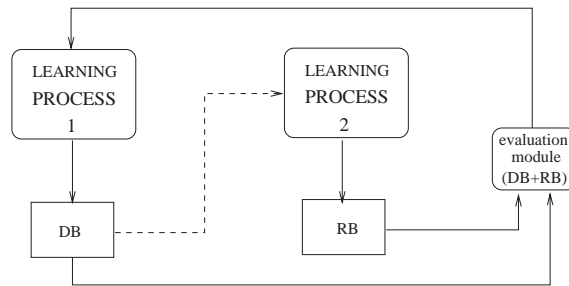 LEARNING
PROCESS
1
LEARNING
PROCESS
2
evaluation
module
(DB+RB)
DB
RB